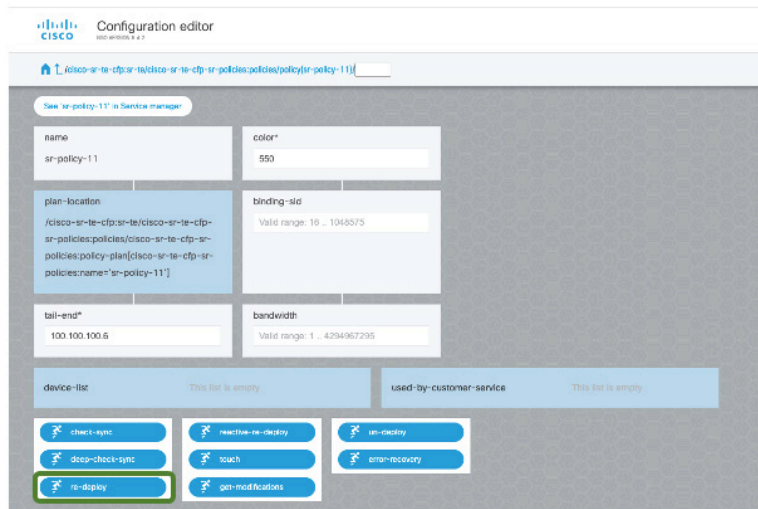 CISCO
Configuration editor
NSO VERSION 5.4.2
/cisco-sr-te-cfp:sr-te/cisco-sr-te-cfp-sr-policies:policies/policy{sr-policy-11}/
See 'sr-policy-11' in Service manager
name
sr-policy-11
color*
550
plan-location
/cisco-sr-te-cfp:sr-te/cisco-sr-te-cfp-
sr-policies:policies/cisco-sr-te-cfp-sr-
policies:policy-plan[cisco-sr-te-cfp-sr-
policies:name='sr-policy-11']
binding-sid
Valid range: 16 .. 1048575
tail-end*
100.100.100.6
bandwidth
Valid range: 1 .. 4294967295
device-list
This list is empty
used-by-customer-service
This list is empty
check-sync
reactive-re-deploy
un-deploy
deep-check-sync
touch
error-recovery
re-deploy
get-modifications